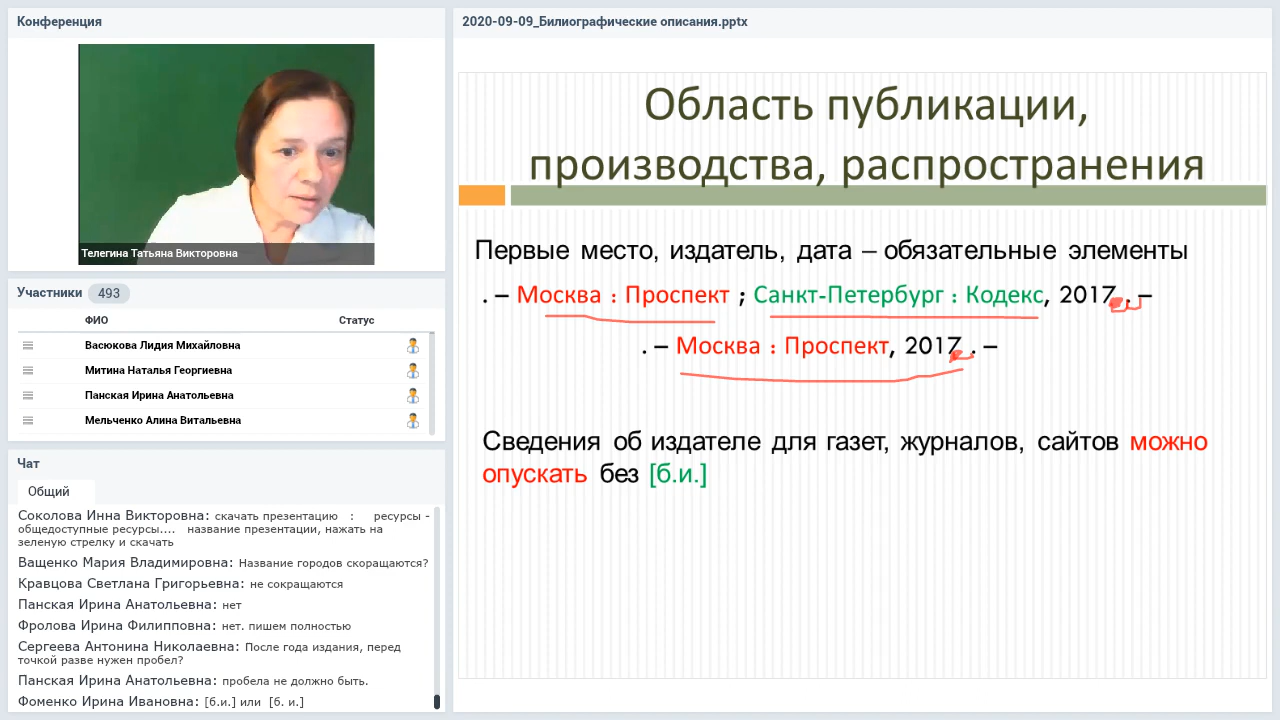 Конференция
Телегина Татьяна Викторовна
Участники 493
ФИО Статус
Васюкова Лидия Михайловна
Митина Наталья Георгиевна
Панская Ирина Анатольевна
Мельченко Алина Витальевна
Чат
Общий
Соколова Инна Викторовна: скачать презентацию : ресурсы -
общедоступные ресурсы.... название презентации, нажать на
зеленую стрелку и скачать
Ващенко Мария Владимировна: Название городов скоращаются?
Кравцова Светлана Григорьевна: не сокращаются
Панская Ирина Анатольевна: нет
Фролова Ирина Филипповна: нет. пишем полностью
Сергеева Антонина Николаевна: После года издания, перед
точкой разве нужен пробел?
Панская Ирина Анатольевна: пробела не должно быть.
Фоменко Ирина Ивановна: [б.и.] или [б. и.]
2020-09-09_Билиографические описания.pptx
Область публикации,
производства, распространения
Первые место, издатель, дата – обязательные элементы
. – Москва : Проспект ; Санкт-Петербург : Кодекс, 2017 . –
. – Москва : Проспект, 2017 . –
Сведения об издателе для газет, журналов, сайтов можно
опускать без [б.и.]